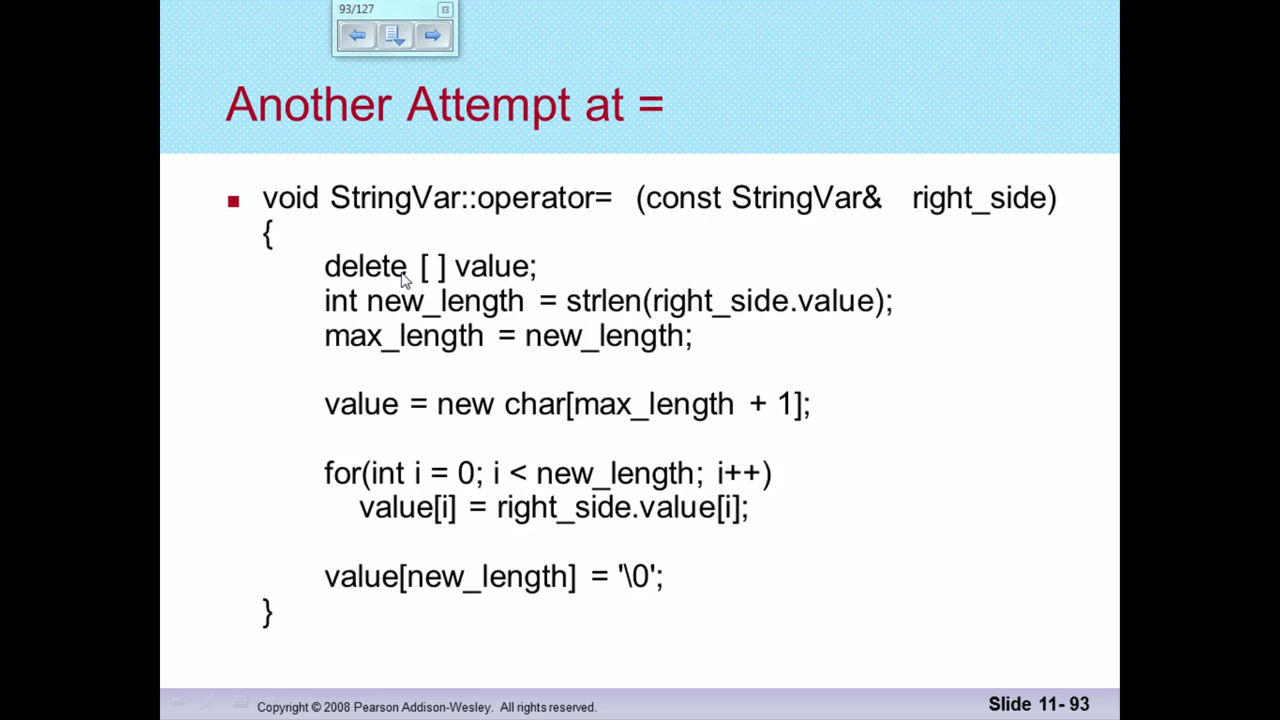 93/127
Another Attempt at =
void StringVar::operator= (const StringVar& right_side)
{
delete [ ] value;
int new_length = strlen(right_side.value);
max_length = new_length;
value = new char[max_length + 1];
for(int i = 0; i < new_length; i++)
value[i] = right_side.value[i];
value[new_length] = '\0';
}
Copyright © 2008 Pearson Addison-Wesley. All rights reserved.
Slide 11- 93